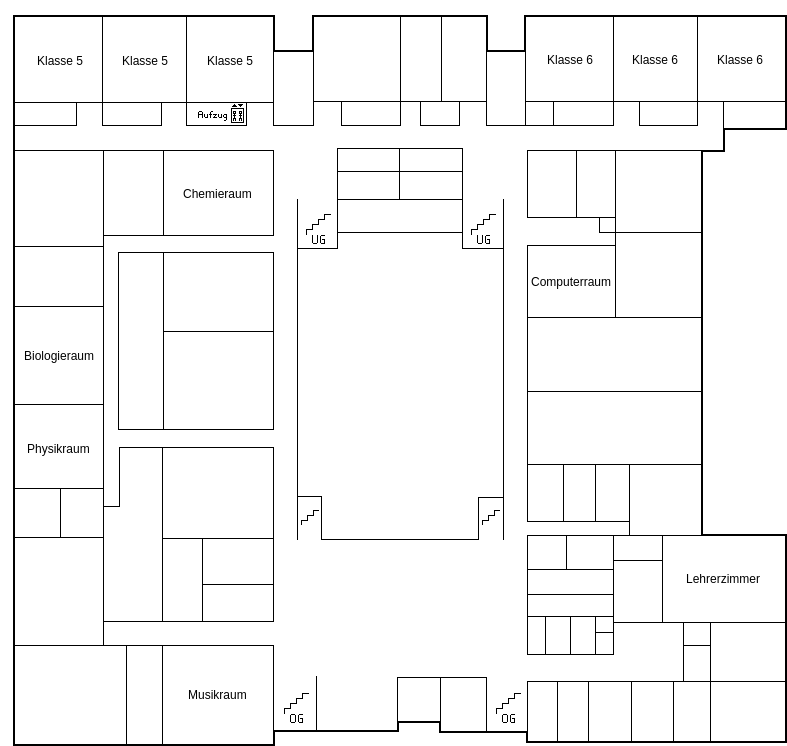 Klasse 5
Klasse 5
Klasse 5
Klasse 6
Klasse 6
Klasse 6
Aufzug
Chemieraum
UG
UG
Computerraum
Biologieraum
Physikraum
Lehrerzimmer
Musikraum
OG
OG